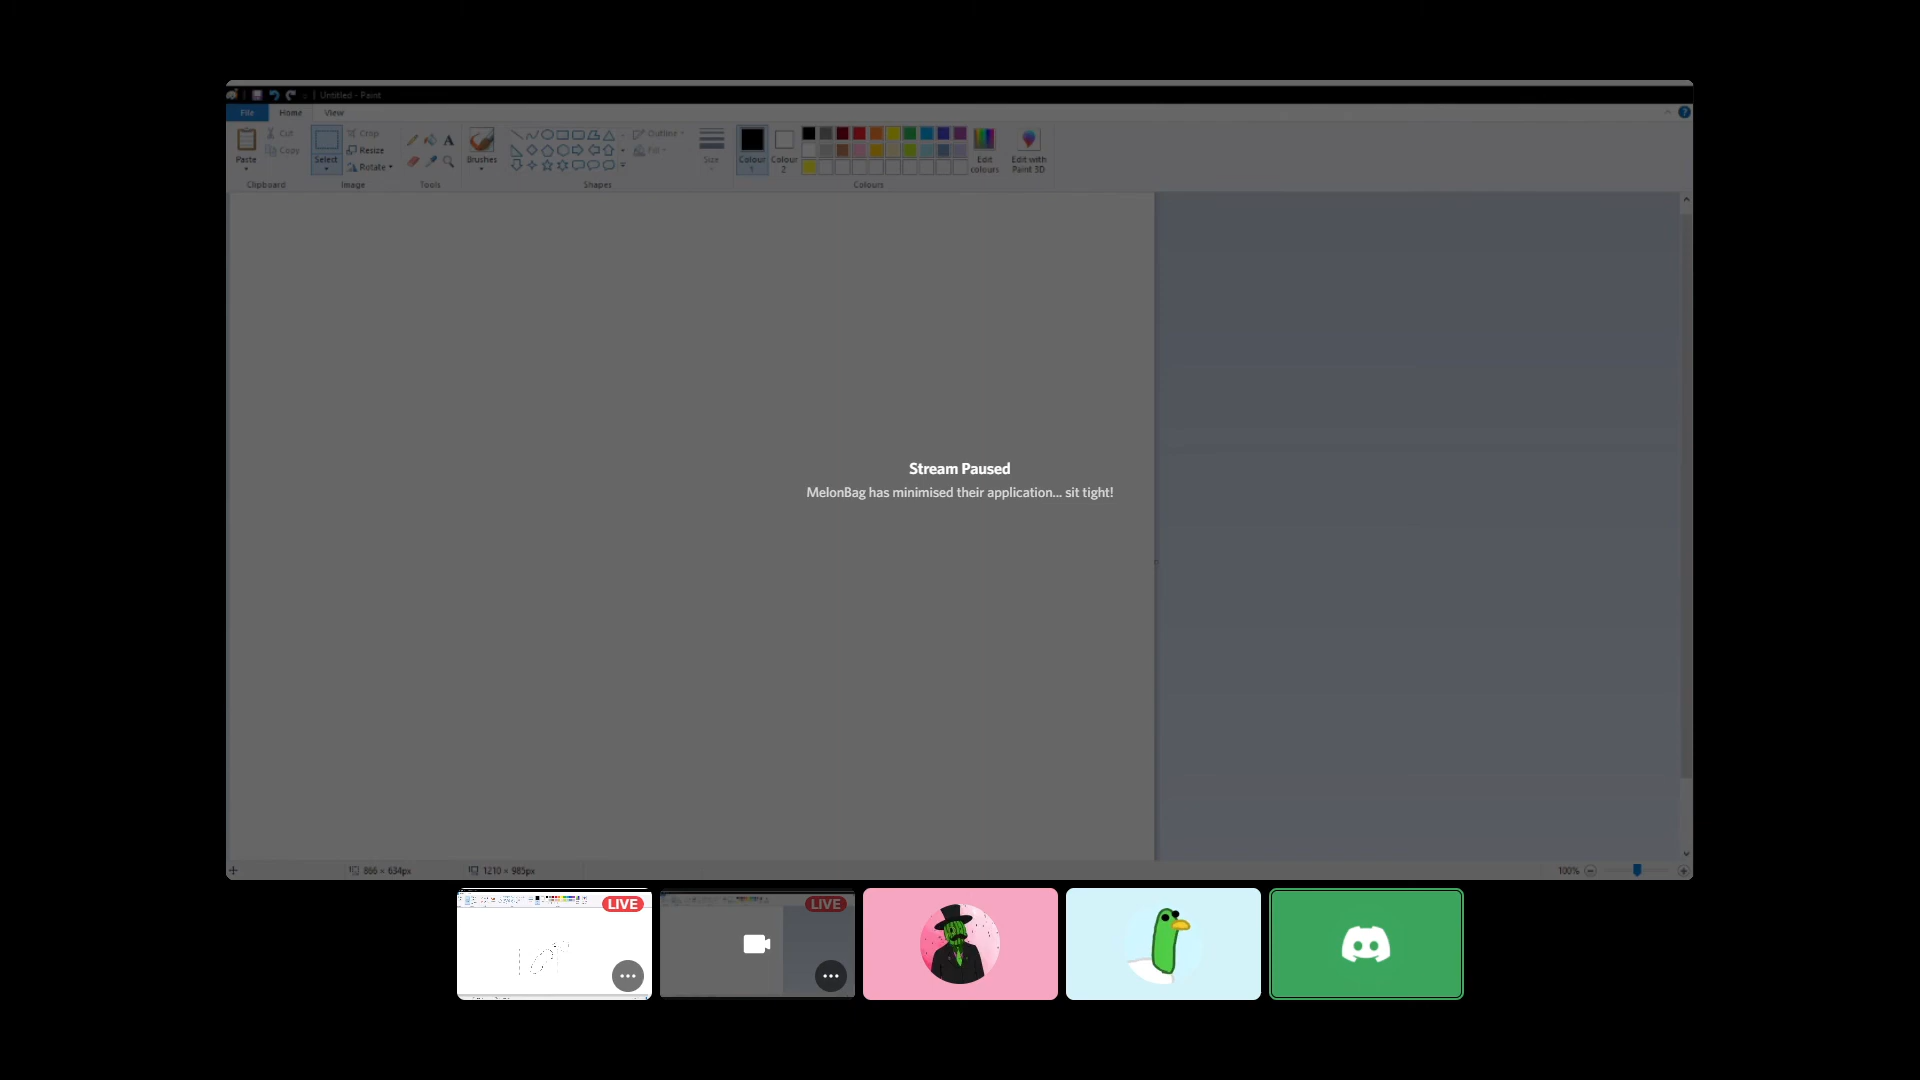 Untitled - Paint
File Home View
Paste
Cut
Copy
Clipboard
Select
Crop
Resize
Rotate
Image
A
Tools
Brushes
Outline
Fill
Shapes
Size
Colour 1
Colour 2
Edit colours
Edit with Paint 3D
Colours
Stream Paused
MelonBag has minimised their application... sit tight!
866 × 634px
1210 × 985px
100%
LIVE
LIVE